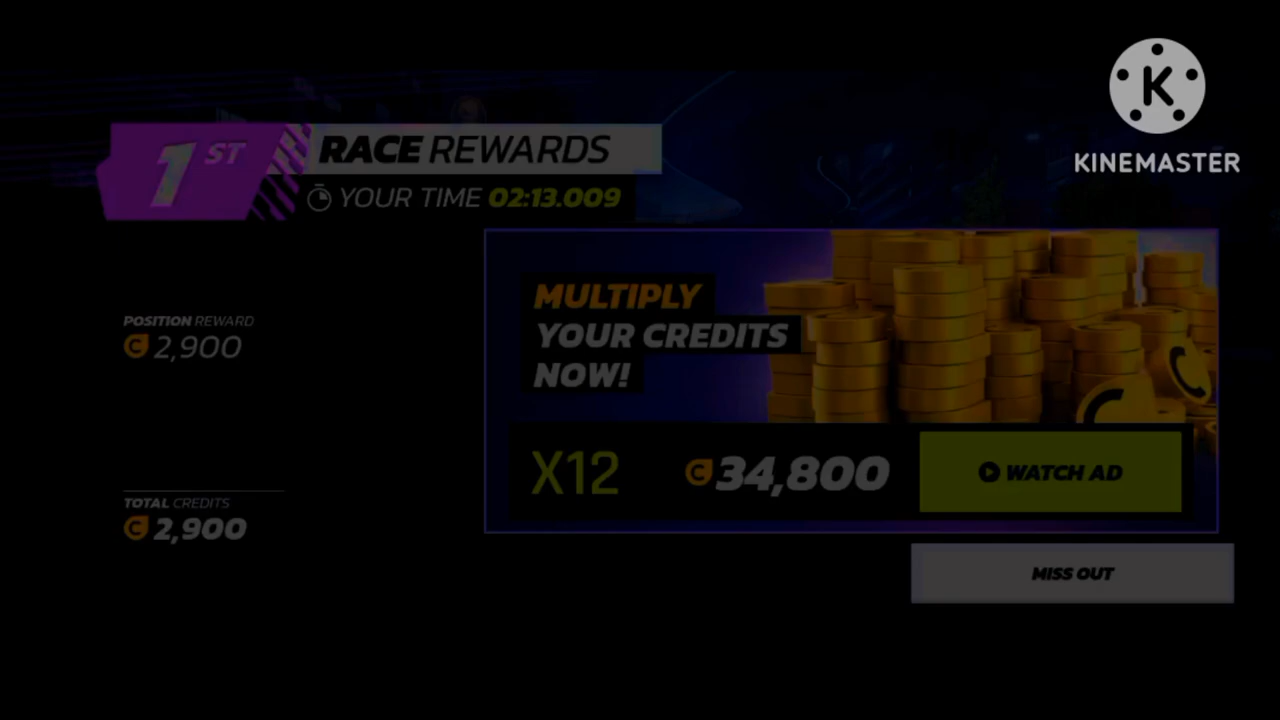 K
KINEMASTER
1ST
RACE REWARDS
YOUR TIME 02:13.009
POSITION REWARD
C 2,900
TOTAL CREDITS
C 2,900
MULTIPLY
YOUR CREDITS
NOW!
X12 C 34,800 WATCH AD
MISS OUT